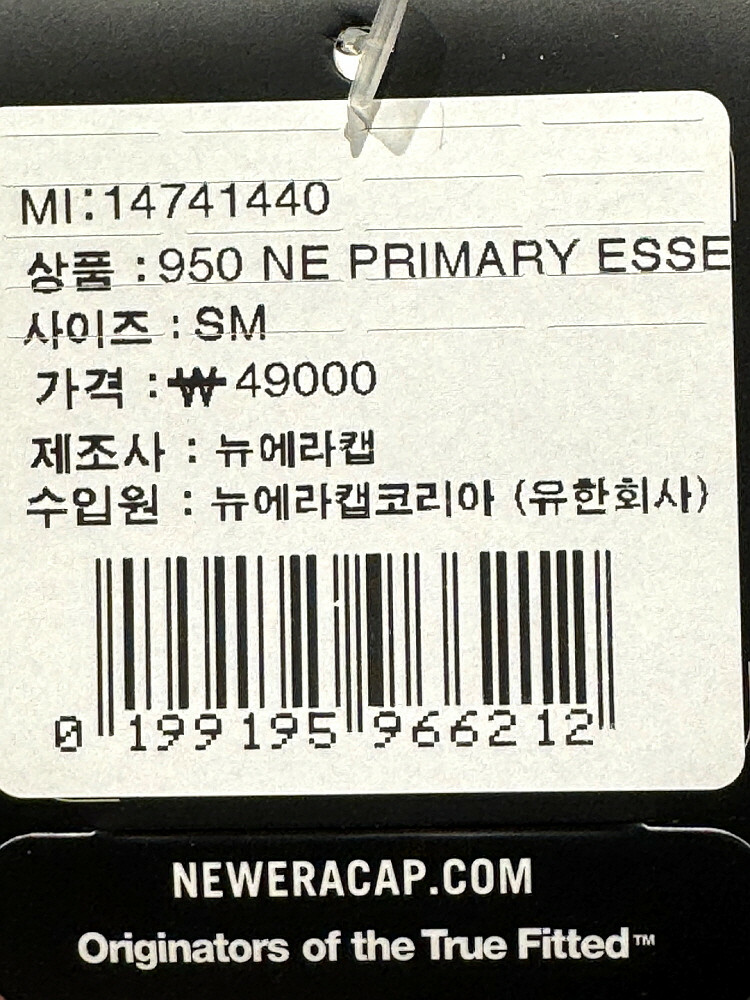 MI:14741440
상품 :950 NE PRIMARY ESSE
사이즈 : SM
가격 :₩49000
제조사 : 뉴에라캡
수입원 : 뉴에라캡코리아 (유한회사)
0 199195 966212
NEWERACAP.COM
Originators of the True Fitted™